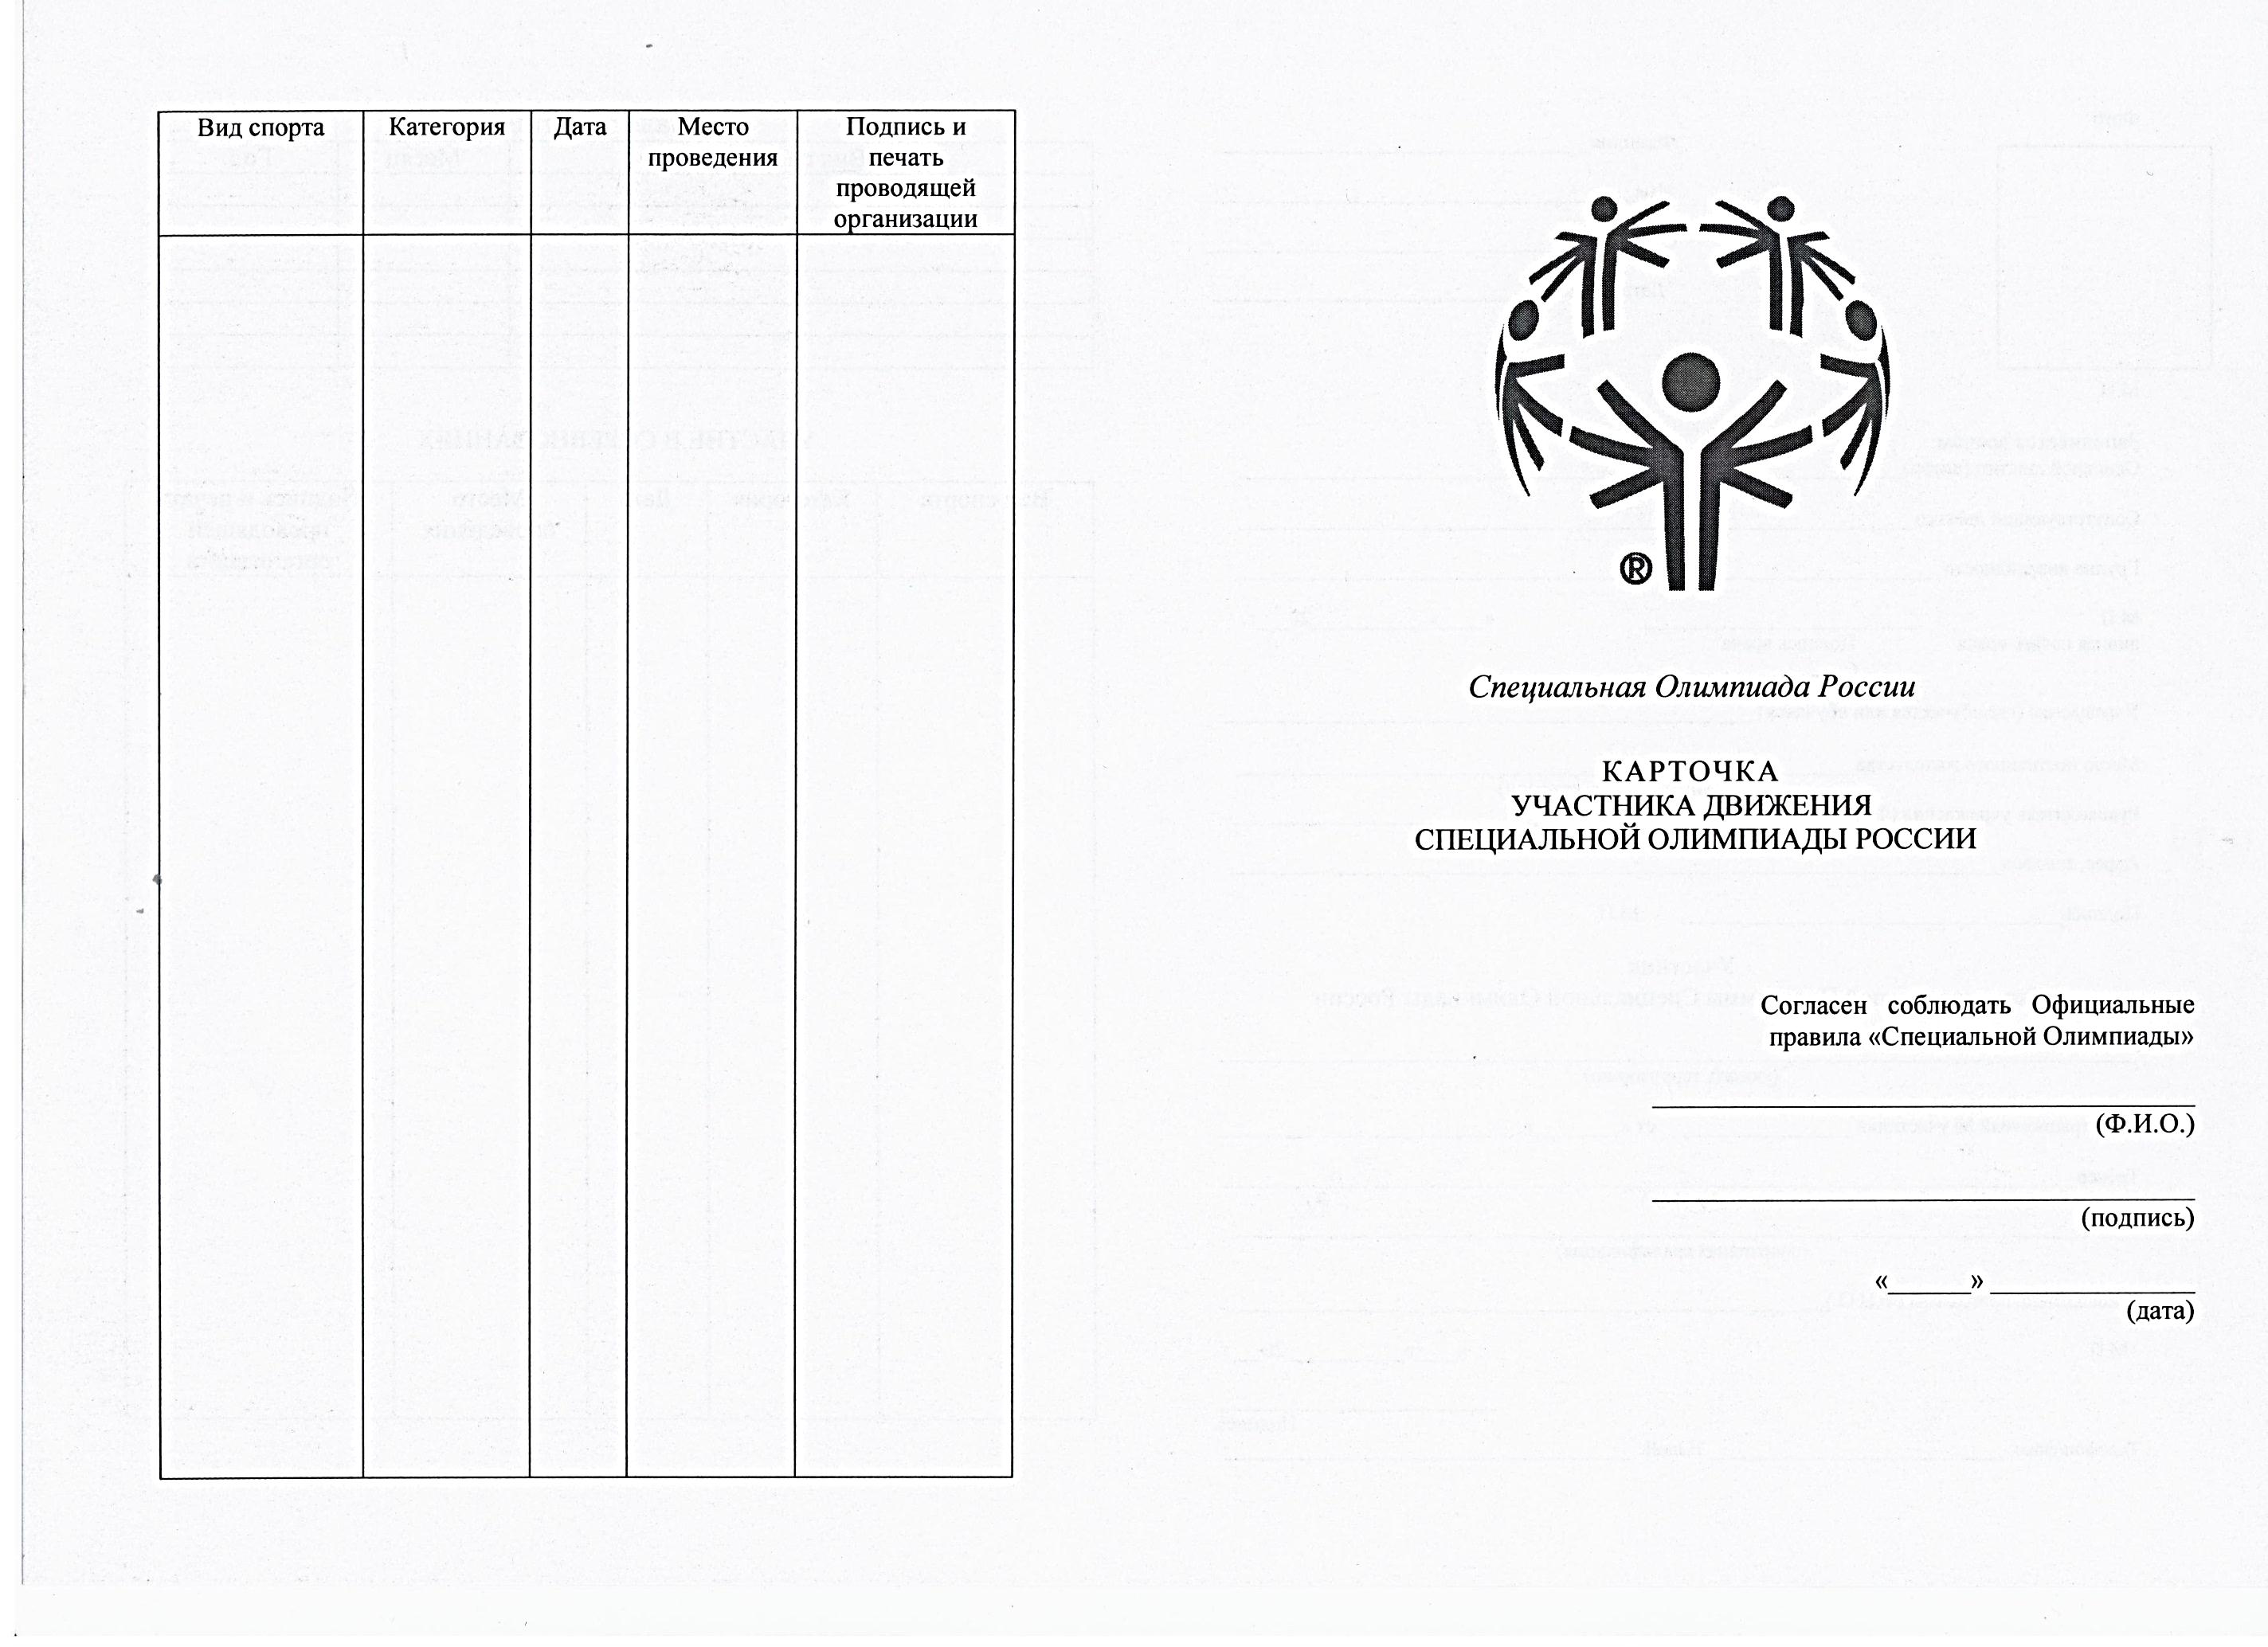 Вид спорта
Категория
Дата
Место
проведения
Подпись и
печать
проводящей
организации
®
Специальная Олимпиада России
КАРТОЧКА
УЧАСТНИКА ДВИЖЕНИЯ
СПЕЦИАЛЬНОЙ ОЛИМПИАДЫ РОССИИ
Согласен соблюдать Официальные
правила «Специальной Олимпиады»
(Ф.И.О.)
(подпись)
«______» _______________
(дата)